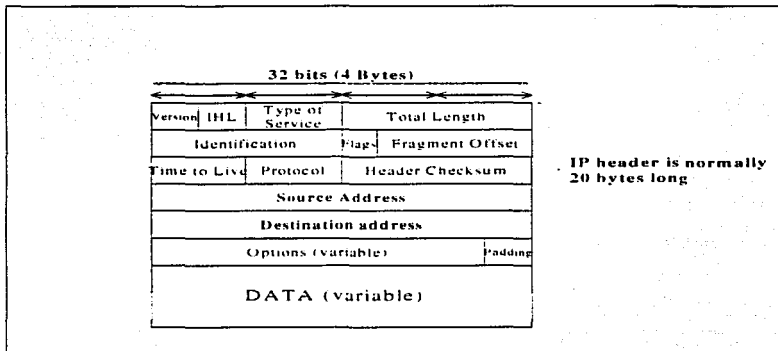 32 bits (4 Bytes)
Version IHL Type of Service Total Length
Identification Flags Fragment Offset
Time to Live Protocol Header Checksum
Source Address
Destination address
Options (variable) Padding
DATA (variable)
IP header is normally
20 bytes long